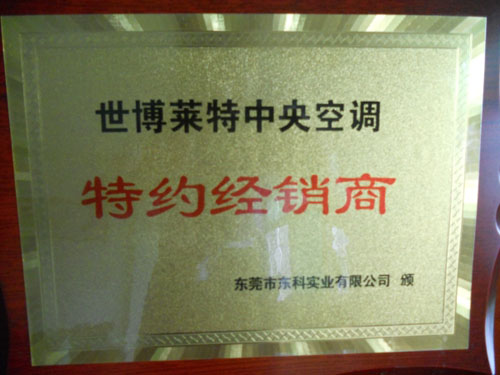 世博莱特中央空调
特约经销商
东莞市东科实业有限公司 颁